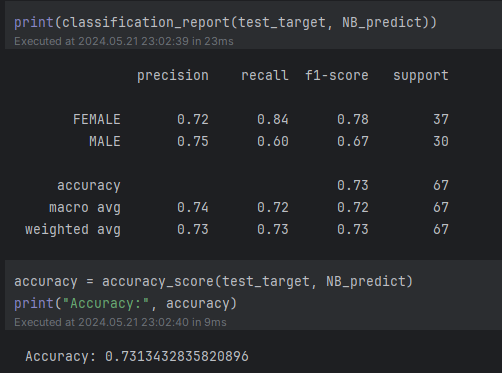 print(classification_report(test_target, NB_predict))
Executed at 2024.05.21 23:02:39 in 23ms
precision recall f1-score support
FEMALE 0.72 0.84 0.78 37
MALE 0.75 0.60 0.67 30
accuracy 0.73 67
macro avg 0.74 0.72 0.72 67
weighted avg 0.73 0.73 0.73 67
accuracy = accuracy_score(test_target, NB_predict)
print("Accuracy:", accuracy)
Executed at 2024.05.21 23:02:40 in 9ms
Accuracy: 0.7313432835820896